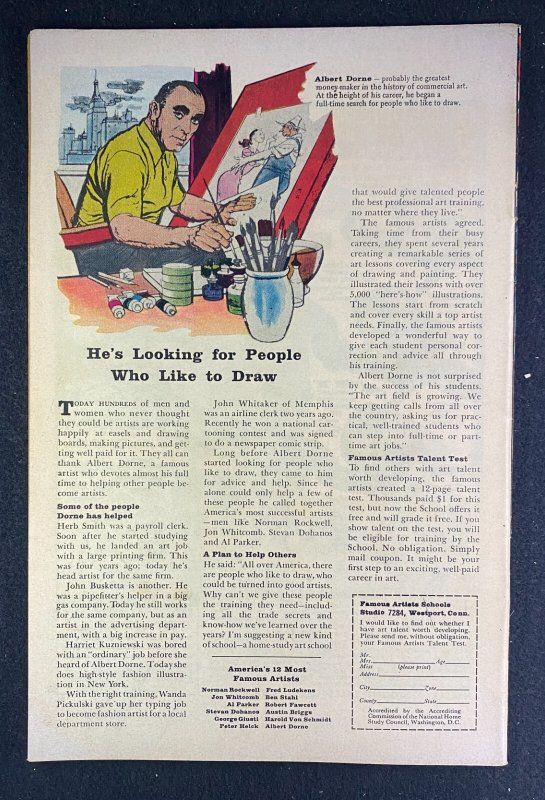 Albert Dorne — probably the greatest
money-maker in the history of commercial art.
At the height of his career, he began a
full-time search for people who like to draw.
He's Looking for People
Who Like to Draw
TODAY HUNDREDS of men and
women who never thought
they could be artists are working
happily at easels and drawing
boards, making pictures, and get-
ting well paid for it. They all can
thank Albert Dorne, a famous
artist who devotes almost his full
time to helping other people be-
come artists.
Some of the people
Dorne has helped
Herb Smith was a payroll clerk.
Soon after he started studying
with us, he landed an art job
with a large printing firm. This
was four years ago; today he's
head artist for the same firm.
John Busketta is another. He
was a pipefitter's helper in a big
gas company. Today he still works
for the same company, but as an
artist in the advertising depart-
ment, with a big increase in pay.
Harriet Kuzniewski was bored
with an "ordinary" job before she
heard of Albert Dorne. Today she
does high-style fashion illustra-
tion in New York.
With the right training, Wanda
Pickulski gave up her typing job
to become fashion artist for a local
department store.
John Whitaker of Memphis
was an airline clerk two years ago.
Recently he won a national car-
tooning contest and was signed
to do a newspaper comic strip.
Long before Albert Dorne
started looking for people who
like to draw, they came to him
for advice and help. Since he
alone could only help a few of
these people he called together
America's most successful artists
—men like Norman Rockwell,
Jon Whitcomb, Stevan Dohanos
and Al Parker.
A Plan to Help Others
He said: "All over America, there
are people who like to draw, who
could be turned into good artists.
Why can't we give these people
the training they need—includ-
ing all the trade secrets and
know-how we've learned over the
years? I'm suggesting a new kind
of school—a home-study art school
America's 12 Most
Famous Artists
Norman Rockwell Fred Ludekens
Jon Whitcomb Ben Stahl
Al Parker Robert Fawcett
Stevan Dohanos Austin Briggs
George Giusti Harold Von Schmidt
Peter Helck Albert Dorne
that would give talented people
the best professional art training,
no matter where they live."
The famous artists agreed.
Taking time from their busy
careers, they spent several years
creating a remarkable series of
art lessons covering every aspect
of drawing and painting. They
illustrated their lessons with over
5,000 "here's-how" illustrations.
The lessons start from scratch
and cover every skill a top artist
needs. Finally, the famous artists
developed a wonderful way to
give each student personal cor-
rection and advice all through
his training.
Albert Dorne is not surprised
by the success of his students.
"The art field is growing. We
keep getting calls from all over
the country, asking us for prac-
tical, well-trained students who
can step into full-time or part-
time art jobs."
Famous Artists Talent Test
To find others with art talent
worth developing, the famous
artists created a 12-page talent
test. Thousands paid $1 for this
test, but now the School offers it
free and will grade it free. If you
show talent on the test, you will
be eligible for training by the
School. No obligation. Simply
mail coupon. It might be your
first step to an exciting, well-paid
career in art.
Famous Artists Schools
Studio 7284, Westport, Conn.
I would like to find out whether I
have art talent worth developing.
Please send me, without obligation,
your Famous Artists Talent Test.
Mr.
Mrs. Age
Miss (please print)
Address
City Zone
County State
Accredited by the Accrediting
Commission of the National Home
Study Council, Washington, D.C.